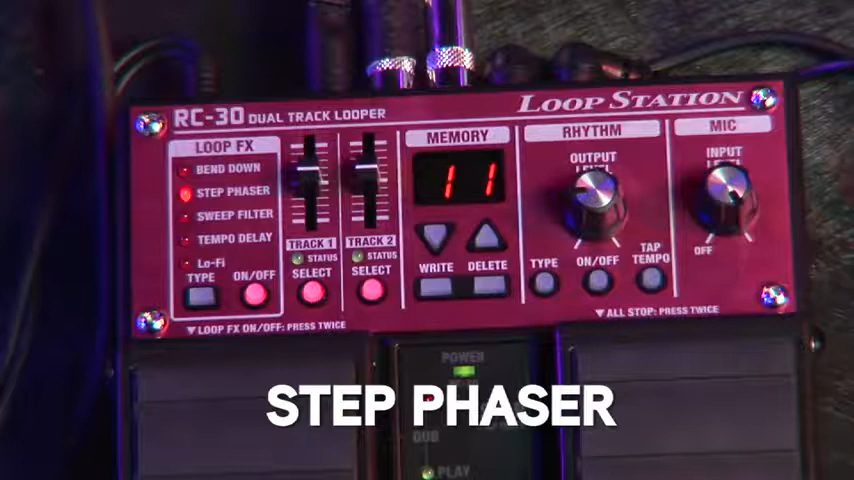 RC-30 DUAL TRACK LOOPER
LOOP STATION
LOOP FX
BEND DOWN
STEP PHASER
SWEEP FILTER
TEMPO DELAY
Lo-Fi
TYPE
ON/OFF
▼LOOP FX ON/OFF: PRESS TWICE
TRACK 1
STATUS
SELECT
TRACK 2
STATUS
SELECT
MEMORY
11
WRITE
DELETE
RHYTHM
OUTPUT
LEVEL
TYPE
ON/OFF
TAP
TEMPO
MIC
INPUT
LEVEL
OFF
▼ALL STOP: PRESS TWICE
POWER
STEP PHASER
DUB
PLAY